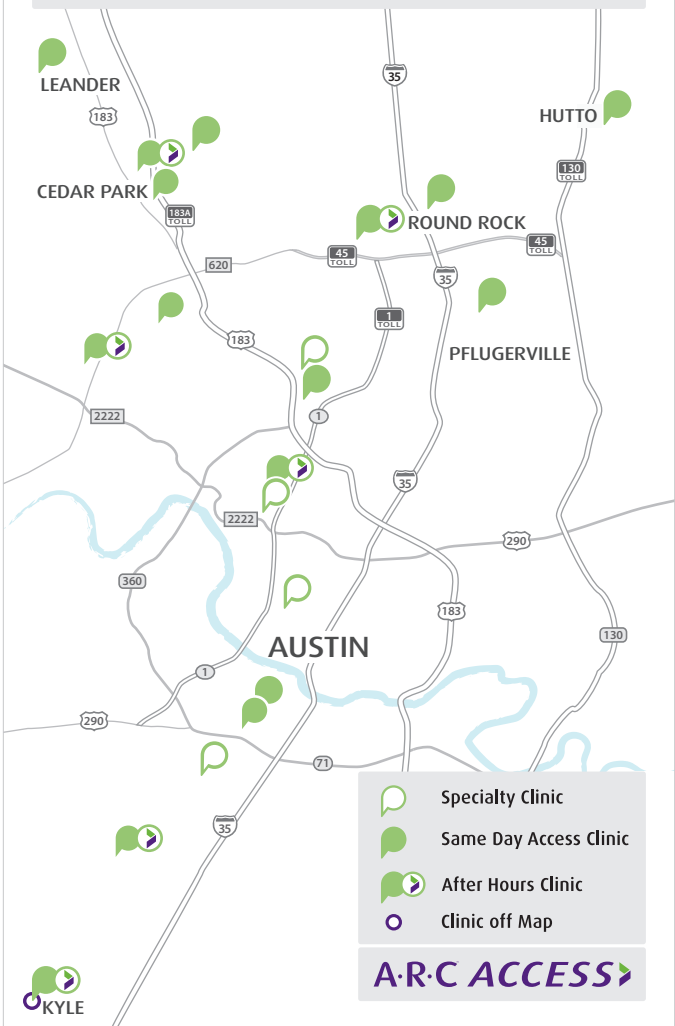 35
LEANDER
183
HUTTO
130
TOLL
CEDAR PARK
183A
TOLL
ROUND ROCK
45
TOLL
45
TOLL
620
35
1
TOLL
183
PFLUGERVILLE
2222
1
35
2222
290
360
183
130
AUSTIN
1
290
71
35
Specialty Clinic
Same Day Access Clinic
After Hours Clinic
Clinic off Map
A·R·C ACCESS
KYLE